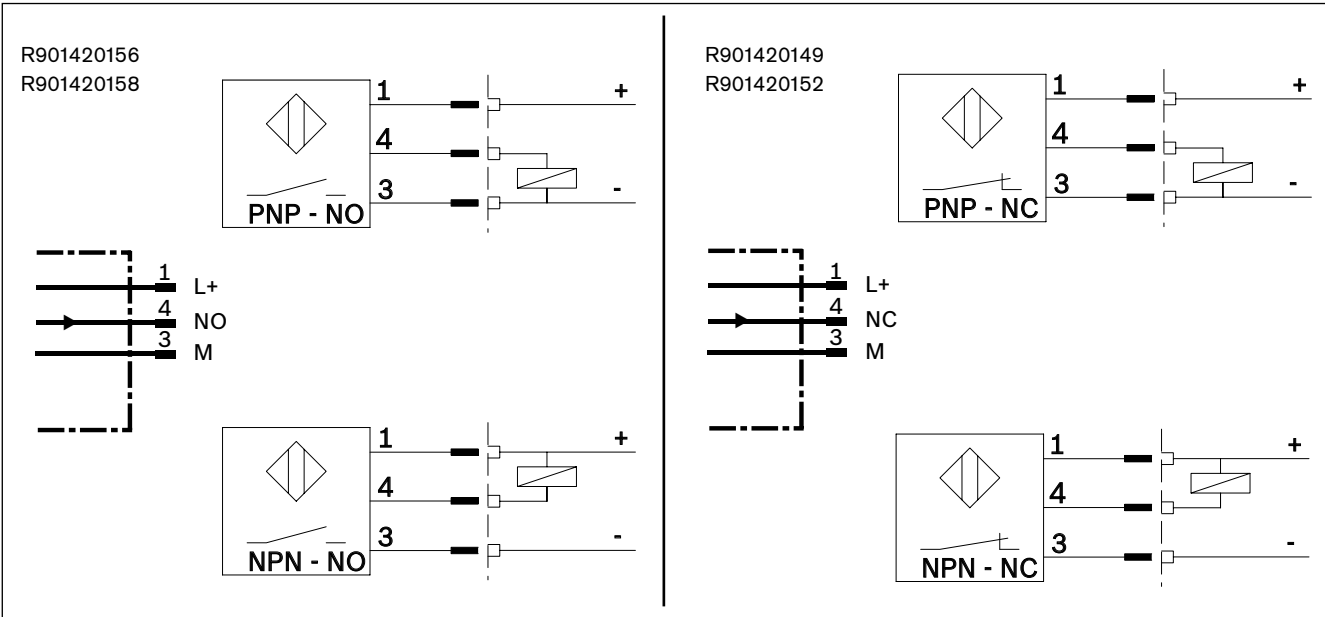 R901420156
R901420158
1
+
4
3
-
PNP - NO
1
L+
4
NO
3
M
1
+
4
3
-
NPN - NO
R901420149
R901420152
1
+
4
3
-
PNP - NC
1
L+
4
NC
3
M
1
+
4
3
-
NPN - NC